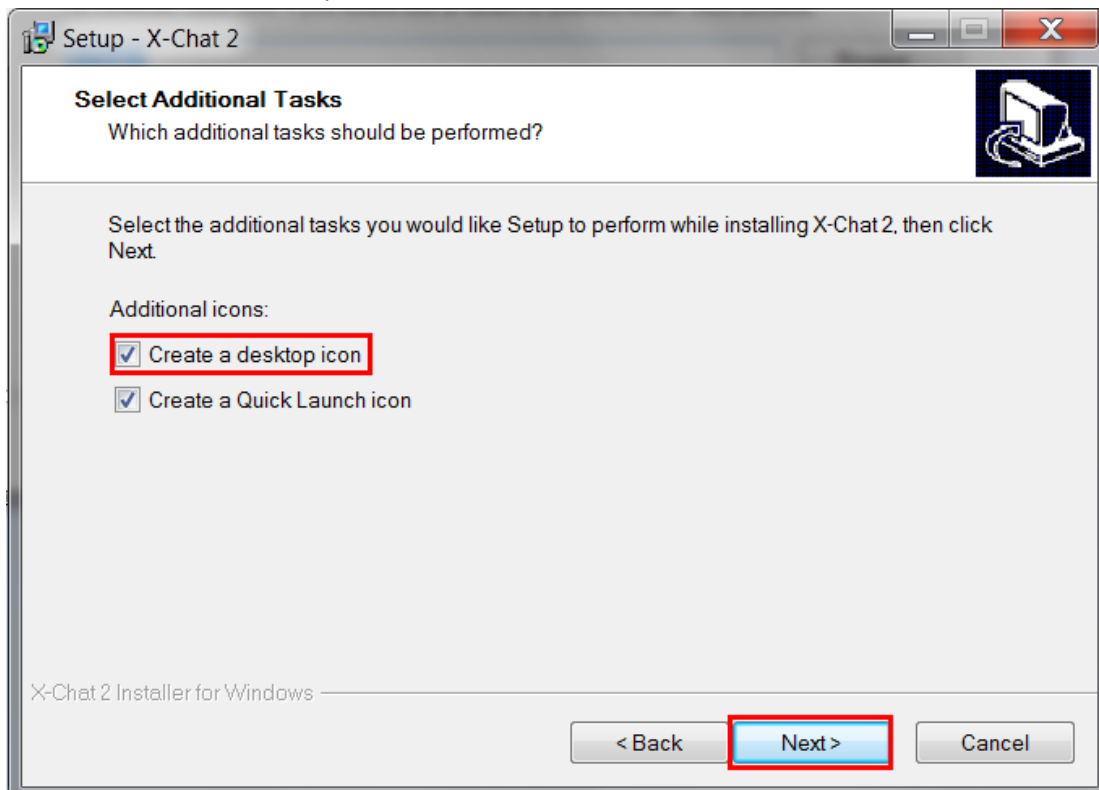 Setup - X-Chat 2
Select Additional Tasks
Which additional tasks should be performed?
Select the additional tasks you would like Setup to perform while installing X-Chat 2, then click
Next.
Additional icons:
Create a desktop icon
Create a Quick Launch icon
X-Chat 2 Installer for Windows
< Back
Next >
Cancel